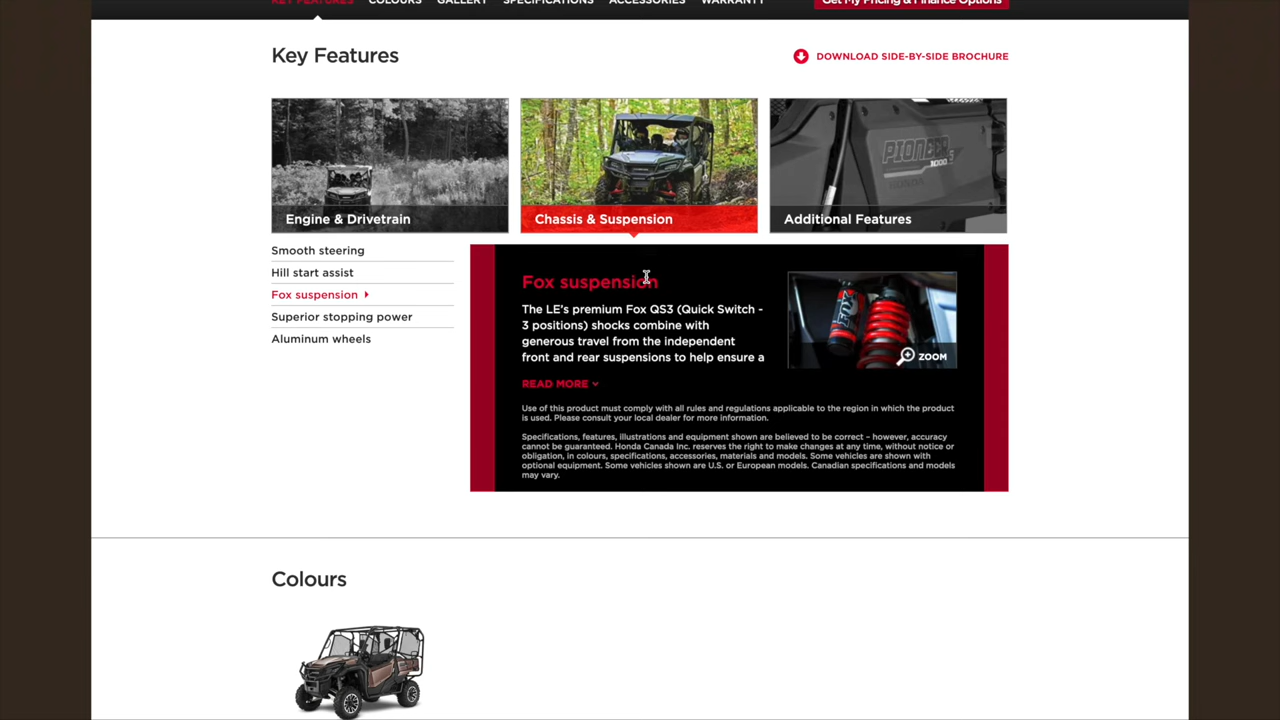 KEY FEATURES COLOURS GALLERY SPECIFICATIONS ACCESSORIES WARRANTY Get My Pricing & Finance Options
Key Features
DOWNLOAD SIDE-BY-SIDE BROCHURE
PIONEER
1000
HONDA
Engine & Drivetrain
Chassis & Suspension
Additional Features
Smooth steering
Hill start assist
Fox suspension
Superior stopping power
Aluminum wheels
Fox suspension
The LE's premium Fox QS3 (Quick Switch -
3 positions) shocks combine with
generous travel from the independent
front and rear suspensions to help ensure a
FOX
ZOOM
READ MORE
Use of this product must comply with all rules and regulations applicable to the region in which the product
is used. Please consult your local dealer for more information.
Specifications, features, illustrations and equipment shown are believed to be correct – however, accuracy
cannot be guaranteed. Honda Canada Inc. reserves the right to make changes at any time, without notice or
obligation, in colours, specifications, accessories, materials and models. Some vehicles are shown with
optional equipment. Some vehicles shown are U.S. or European models. Canadian specifications and models
may vary.
Colours